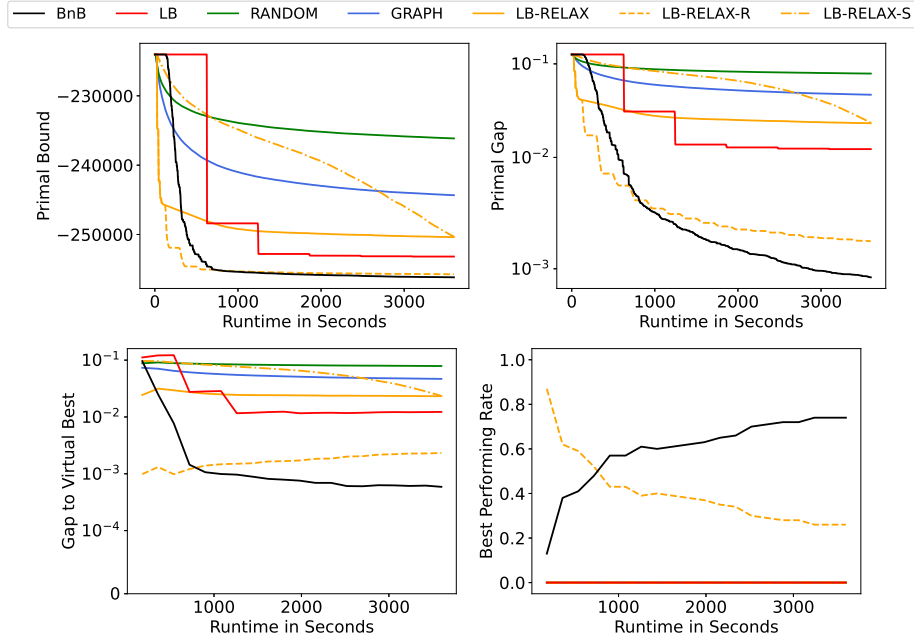 BnB LB RANDOM GRAPH LB-RELAX LB-RELAX-R LB-RELAX-S
Primal Bound
−230000
−240000
−250000
0 1000 2000 3000
Runtime in Seconds
Primal Gap
10⁻¹
10⁻²
10⁻³
0 1000 2000 3000
Runtime in Seconds
Gap to Virtual Best
10⁻¹
10⁻²
10⁻³
10⁻⁴
0
1000 2000 3000
Runtime in Seconds
Best Performing Rate
1.0
0.8
0.6
0.4
0.2
0.0
1000 2000 3000
Runtime in Seconds